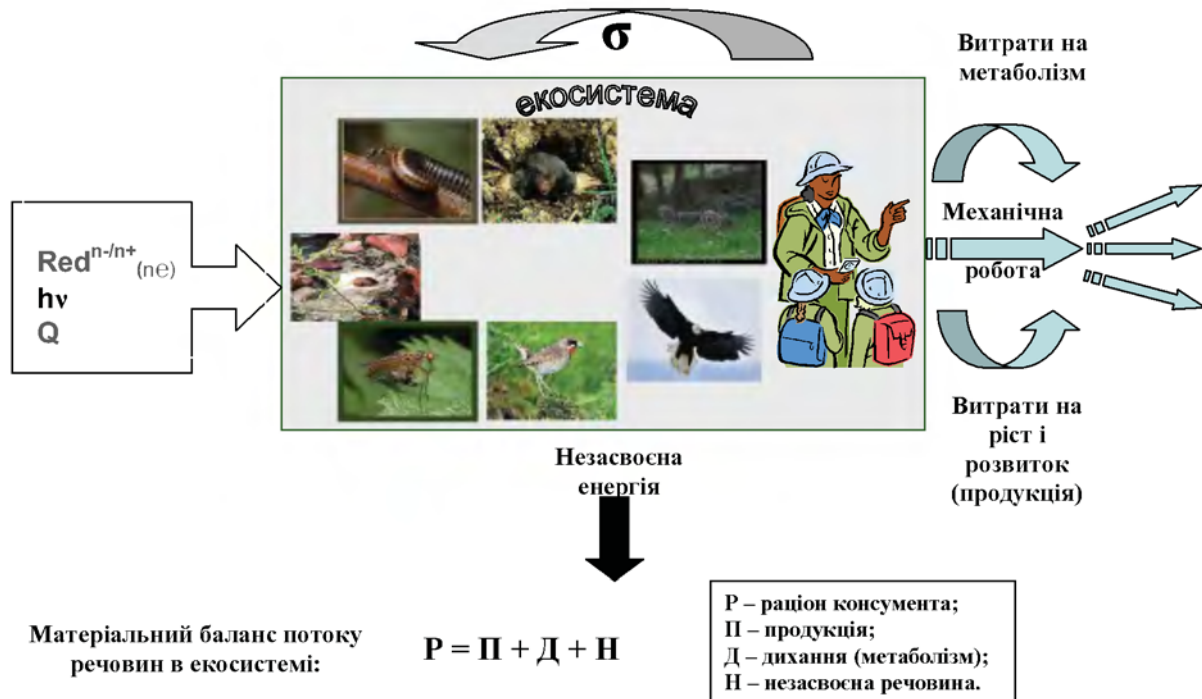 σ
екосистема
Витрати на
метаболізм
Red^n-/n+ (ne)
hν
Q
Механічна
робота
Витрати на
ріст і
розвиток
(продукція)
Незасвоєна
енергія
Матеріальний баланс потоку
речовин в екосистемі:
Р = П + Д + Н
Р – раціон консумента;
П – продукція;
Д – дихання (метаболізм);
Н – незасвоєна речовина.